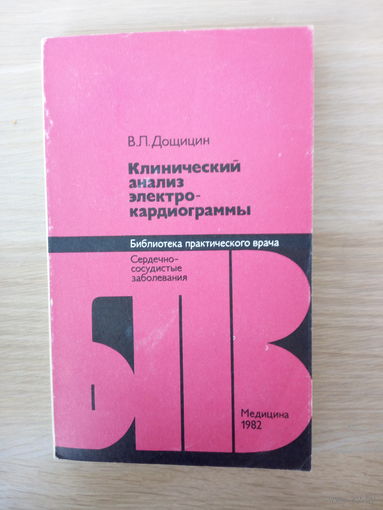 В.Л. Дощицин
Клинический
анализ
электро-
кардиограммы
Библиотека практического врача
Сердечно-
сосудистые
заболевания
БПВ
Медицина
1982